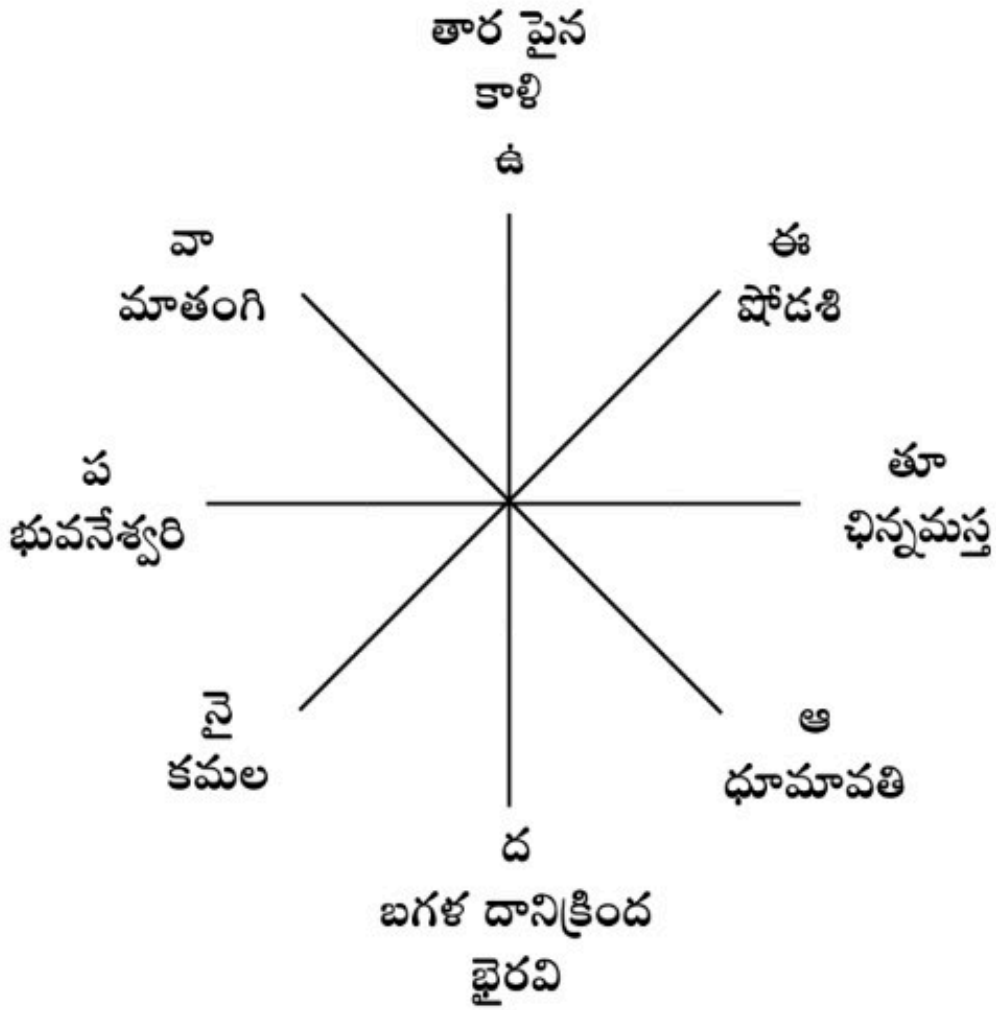 తార పైన
కాళి
ఉ
వా
మాతంగి
ఈ
షోడశి
ప
భువనేశ్వరి
తూ
ఛిన్నమస్త
నై
కమల
ఆ
ధూమావతి
ద
బగళ దానిక్రింద
భైరవి